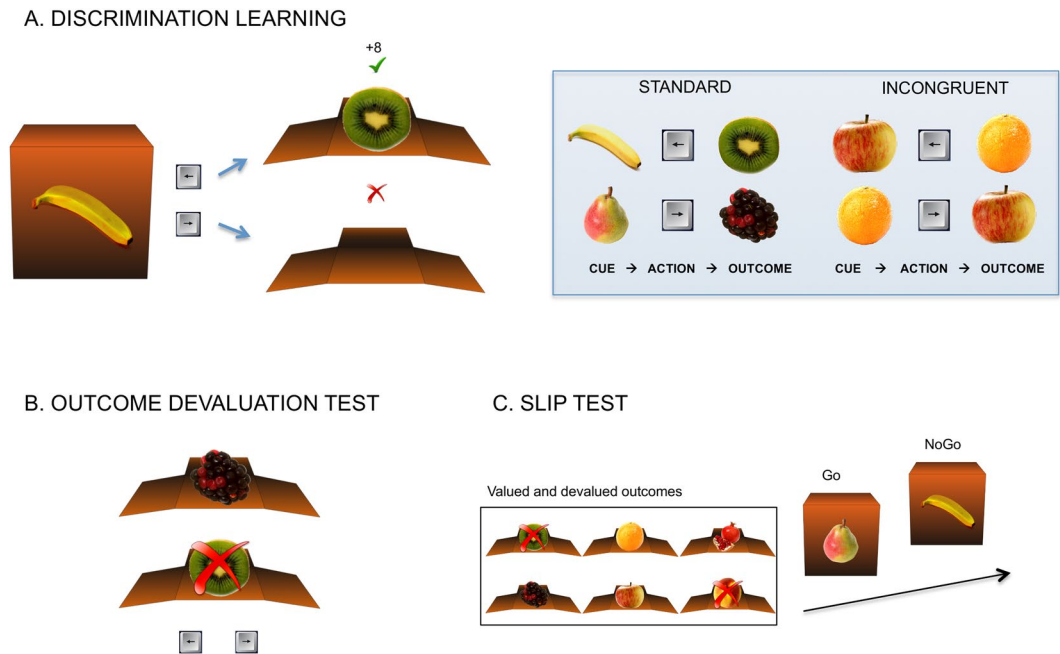 A. DISCRIMINATION LEARNING
+8
STANDARD
INCONGRUENT
CUE → ACTION → OUTCOME
CUE → ACTION → OUTCOME
B. OUTCOME DEVALUATION TEST
C. SLIP TEST
Valued and devalued outcomes
Go
NoGo